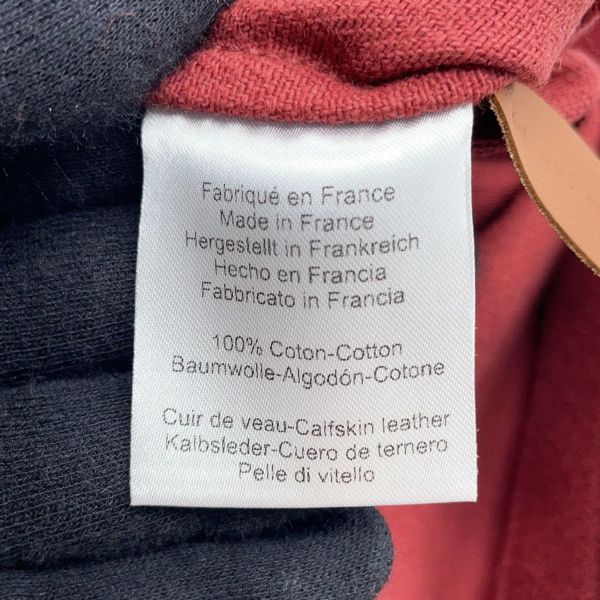 Fabriqué en France
Made in France
Hergestellt in Frankreich
Hecho en Francia
Fabbricato in Francia
100% Coton-Cotton
Baumwolle-Algodón-Cotone
Cuir de veau-Calfskin leather
Kalbsleder-Cuero de ternero
Pelle di vitello